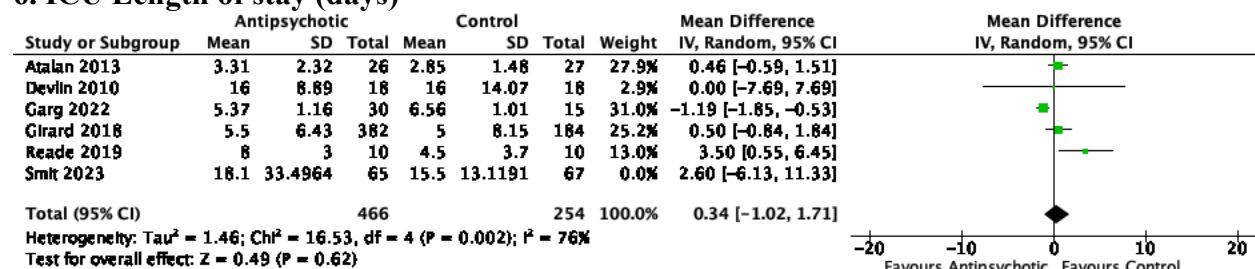 6. ICU Length of stay (days)
Antipsychotic Control Mean Difference Mean Difference
Study or Subgroup Mean SD Total Mean SD Total Weight IV, Random, 95% CI IV, Random, 95% CI
Atalan 2013 3.31 2.32 26 2.85 1.48 27 27.9% 0.46 [-0.59, 1.51]
Devlin 2010 16 8.89 18 16 14.07 18 2.9% 0.00 [-7.69, 7.69]
Garg 2022 5.37 1.16 30 6.56 1.01 15 31.0% -1.19 [-1.85, -0.53]
Girard 2018 5.5 6.43 382 5 8.15 184 25.2% 0.50 [-0.84, 1.84]
Reade 2019 8 3 10 4.5 3.7 10 13.0% 3.50 [0.55, 6.45]
Smit 2023 18.1 33.4964 65 15.5 13.1191 67 0.0% 2.60 [-6.13, 11.33]
Total (95% CI) 466 254 100.0% 0.34 [-1.02, 1.71]
Heterogeneity: Tau² = 1.46; Chi² = 16.53, df = 4 (P = 0.002); I² = 76%
Test for overall effect: Z = 0.49 (P = 0.62)
-20 -10 0 10 20
Favours Antipsychotic Favours Control